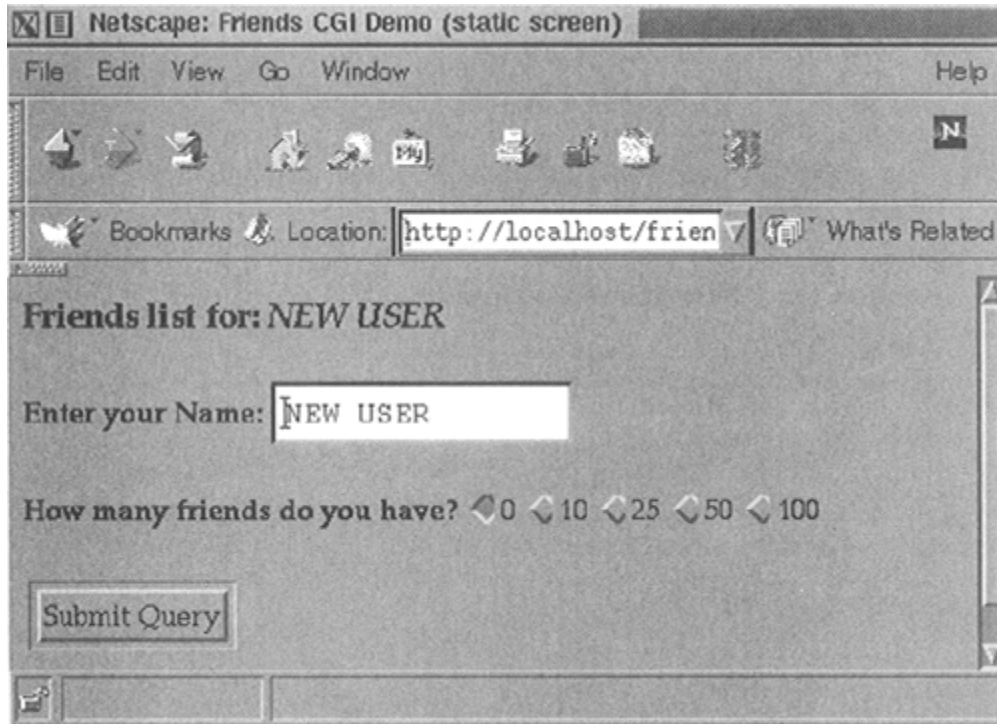 Netscape: Friends CGI Demo (static screen)
File Edit View Go Window Help
My
N
Bookmarks Location: http://localhost/frien What's Related
Friends list for: NEW USER
Enter your Name: NEW USER
How many friends do you have? 0 10 25 50 100
Submit Query